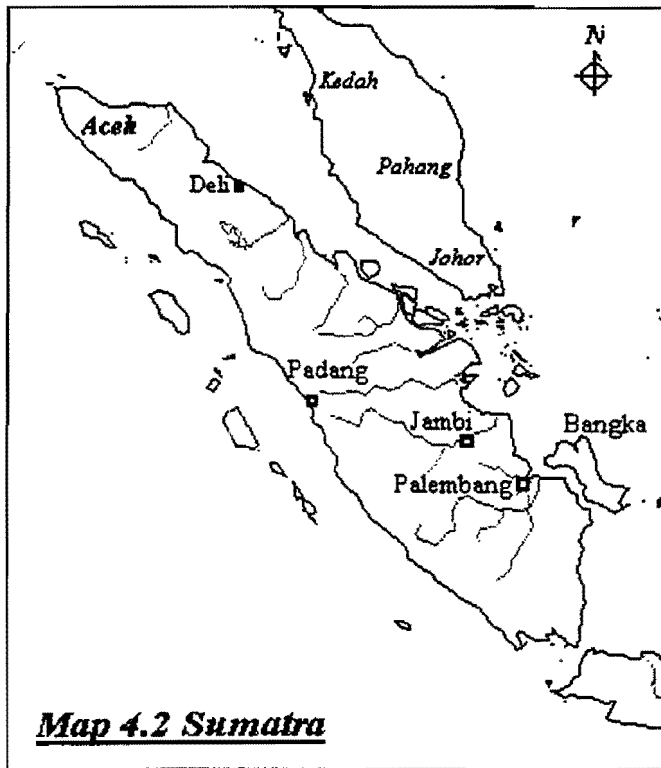 N
Kedah
Aceh
Pahang
Deli
Johor
Padang
Jambi
Bangka
Palembang
Map 4.2 Sumatra